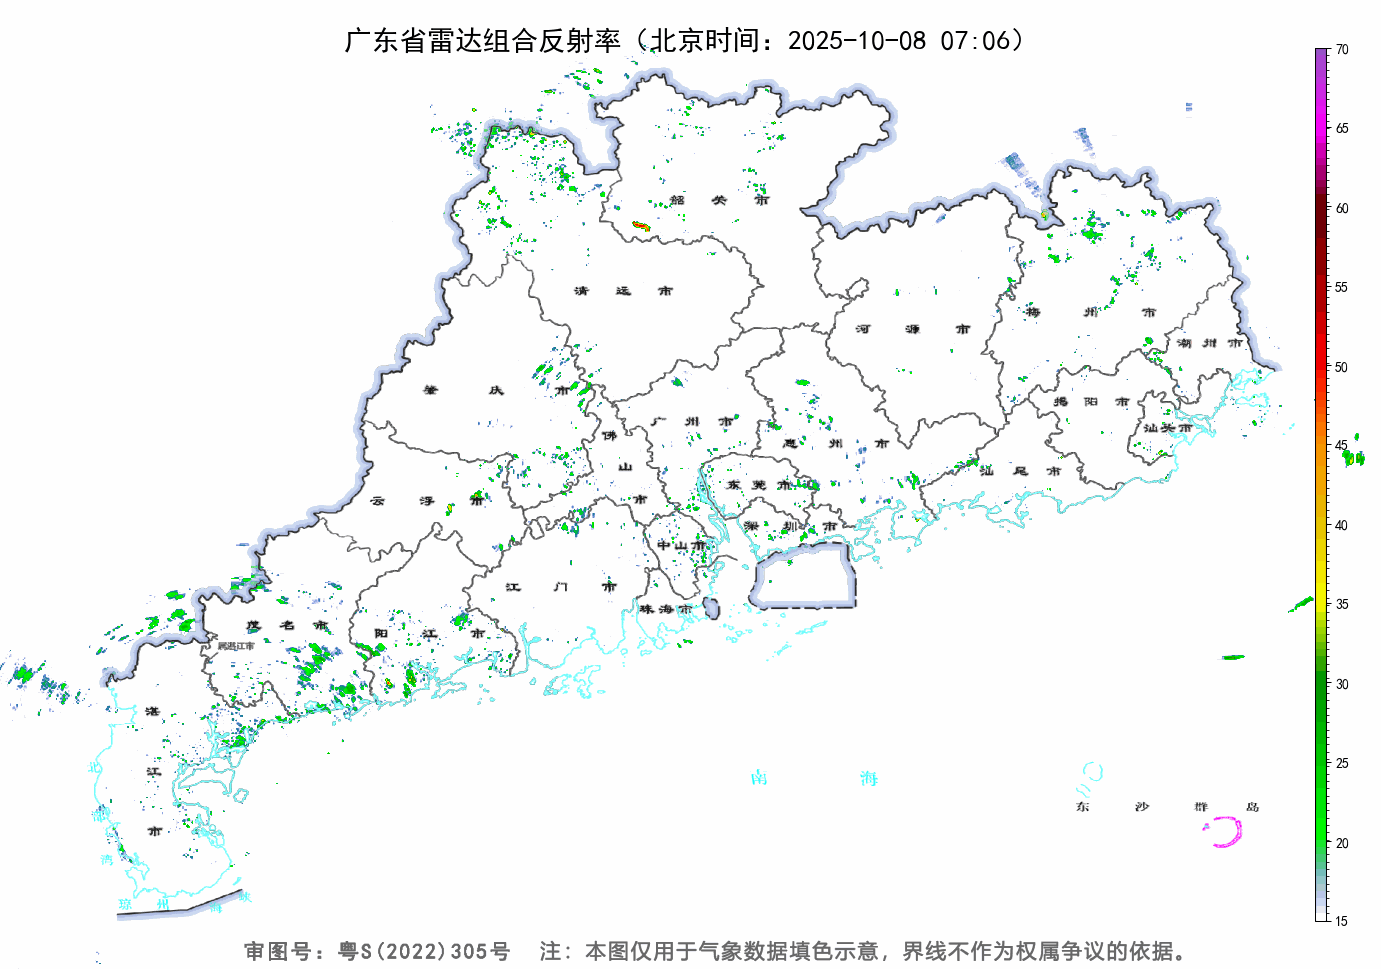 广东省雷达组合反射率（北京时间：2025-10-08 07:06）
70
65
60
55
50
45
40
35
30
25
20
15
韶关市
清远市
河源市
梅州市
潮州市
肇庆市
广州市
揭阳市
汕头市
佛山市
惠州市
云浮市
东莞市
汕尾市
深圳市
中山市
江门市
珠海市
茂名市
阳江市
属湛江市
湛江市
北部湾
琼州海峡
南海
东沙群岛
审图号：粤S(2022)305号 注：本图仅用于气象数据填色示意，界线不作为权属争议的依据。